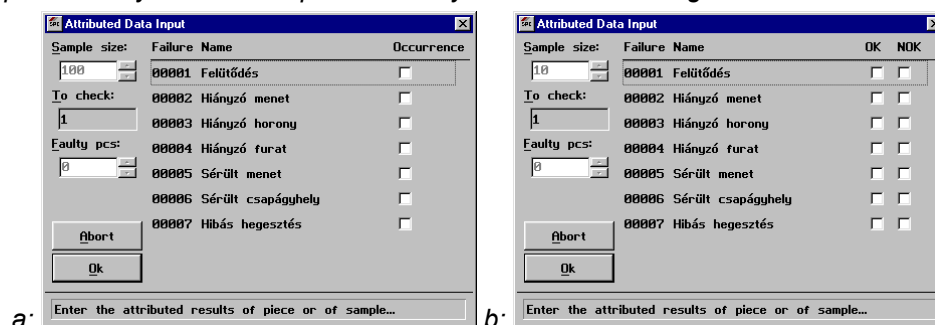 Attributed Data Input
Sample size: Failure Name Occurrence
100 00001 Felütődés
To check: 00002 Hiányzó menet
1 00003 Hiányzó horony
Faulty pcs: 00004 Hiányzó furat
0 00005 Sérült menet
00006 Sérült csapágyhely
00007 Hibás hegesztés
Abort
Ok
Enter the attributed results of piece or of sample...
a:
Attributed Data Input
Sample size: Failure Name OK NOK
10 00001 Felütődés
To check: 00002 Hiányzó menet
1 00003 Hiányzó horony
Faulty pcs: 00004 Hiányzó furat
0 00005 Sérült menet
00006 Sérült csapágyhely
00007 Hibás hegesztés
Abort
Ok
Enter the attributed results of piece or of sample...
b: